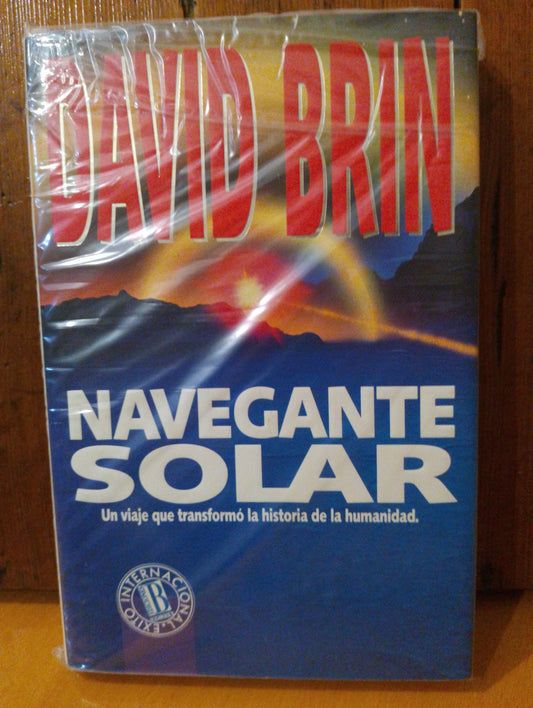 DAVID BRIN
NAVEGANTE
SOLAR
Un viaje que transformó la historia de la humanidad.
ÉXITO INTERNACIONAL
B